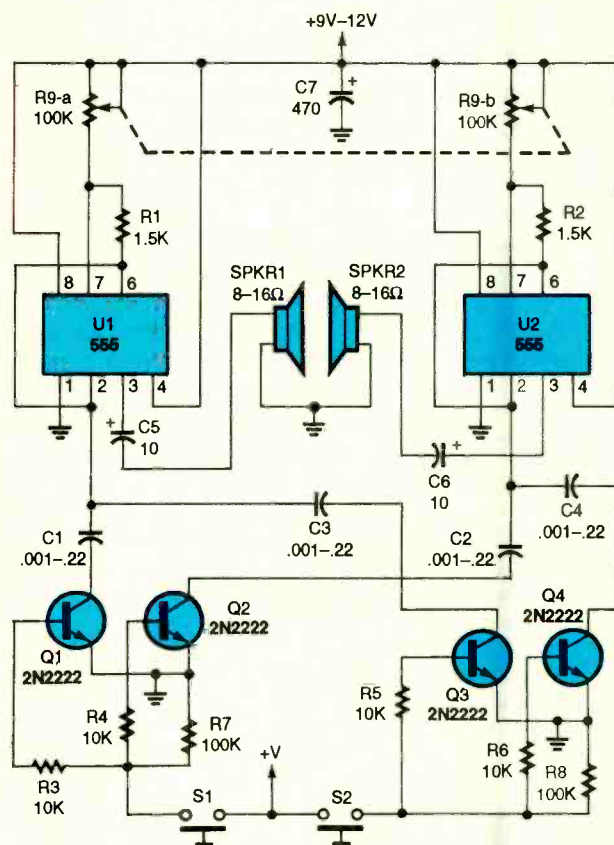 +9V–12V
R9-a
100K
C7
470
+
R9-b
100K
R1
1.5K
R2
1.5K
SPKR1
8–16Ω
SPKR2
8–16Ω
8 7 6
U1
555
1 2 3 4
8 7 6
U2
555
1 2 3 4
+
C5
10
C6
10
+
C1
.001–.22
C3
.001–.22
C2
.001–.22
C4
.001–.22
Q1
2N2222
Q2
2N2222
Q3
2N2222
Q4
2N2222
R4
10K
R7
100K
R5
10K
R6
10K
R8
100K
R3
10K
+V
S1
S2